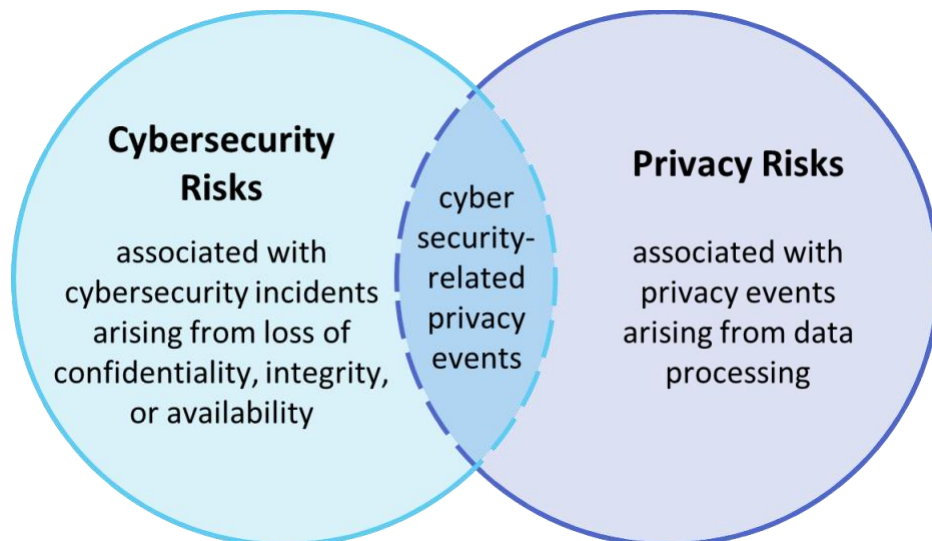 Cybersecurity
Risks
associated with
cybersecurity incidents
arising from loss of
confidentiality, integrity,
or availability
cyber
security-
related
privacy
events
Privacy Risks
associated with
privacy events
arising from data
processing